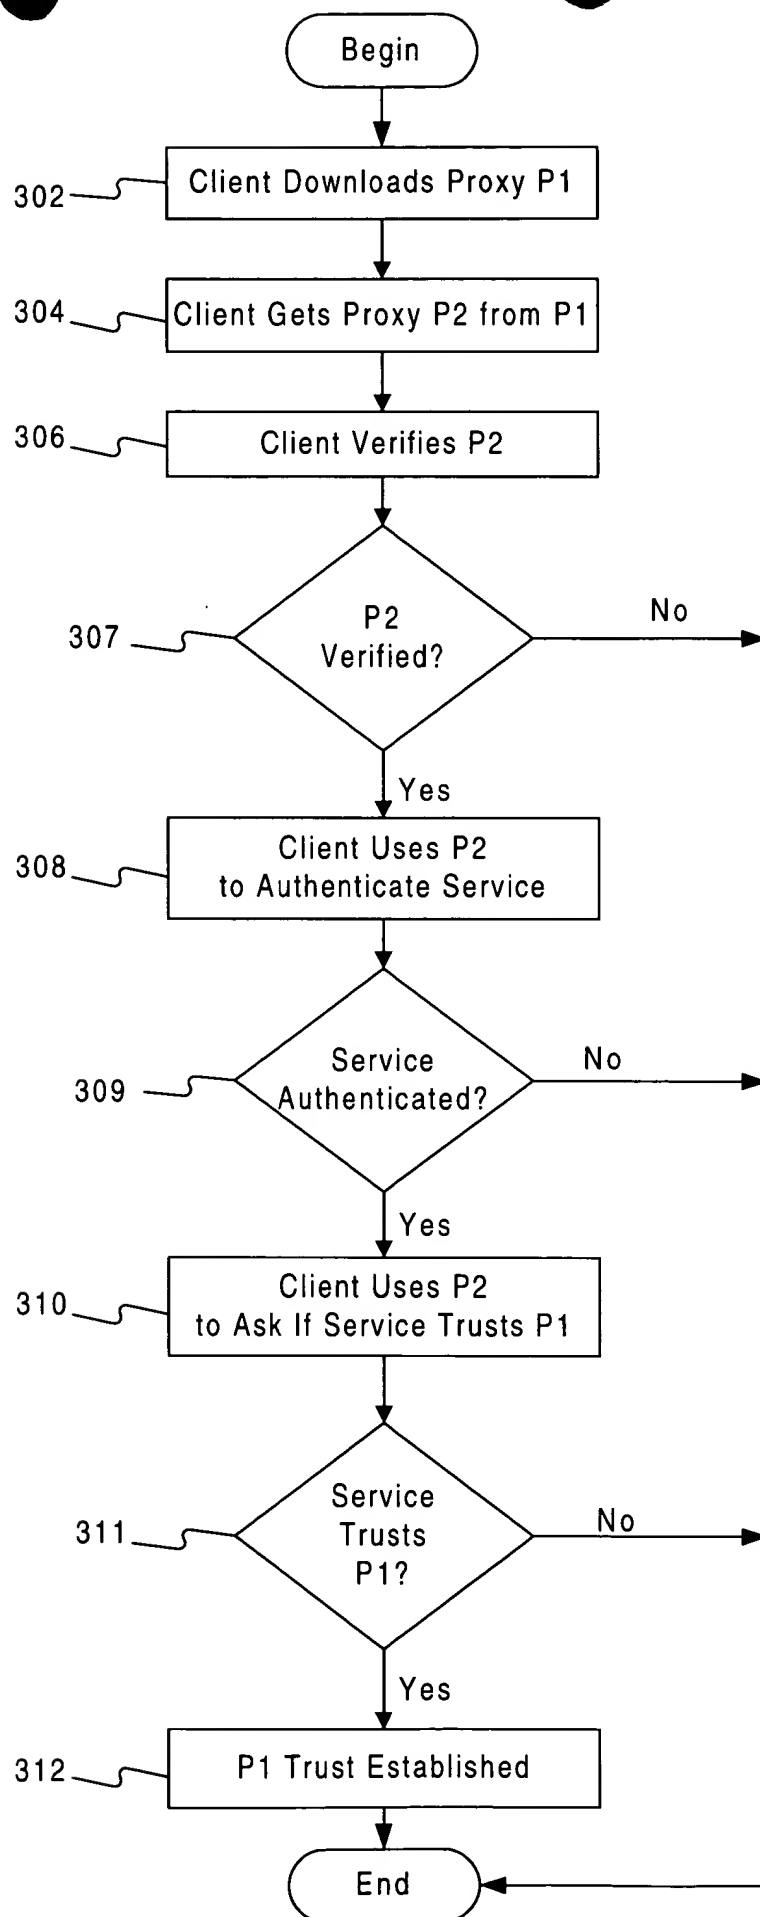 Begin
302
Client Downloads Proxy P1
304
Client Gets Proxy P2 from P1
306
Client Verifies P2
307
P2
Verified?
No
Yes
308
Client Uses P2
to Authenticate Service
309
Service
Authenticated?
No
Yes
310
Client Uses P2
to Ask If Service Trusts P1
311
Service
Trusts
P1?
No
Yes
312
P1 Trust Established
End